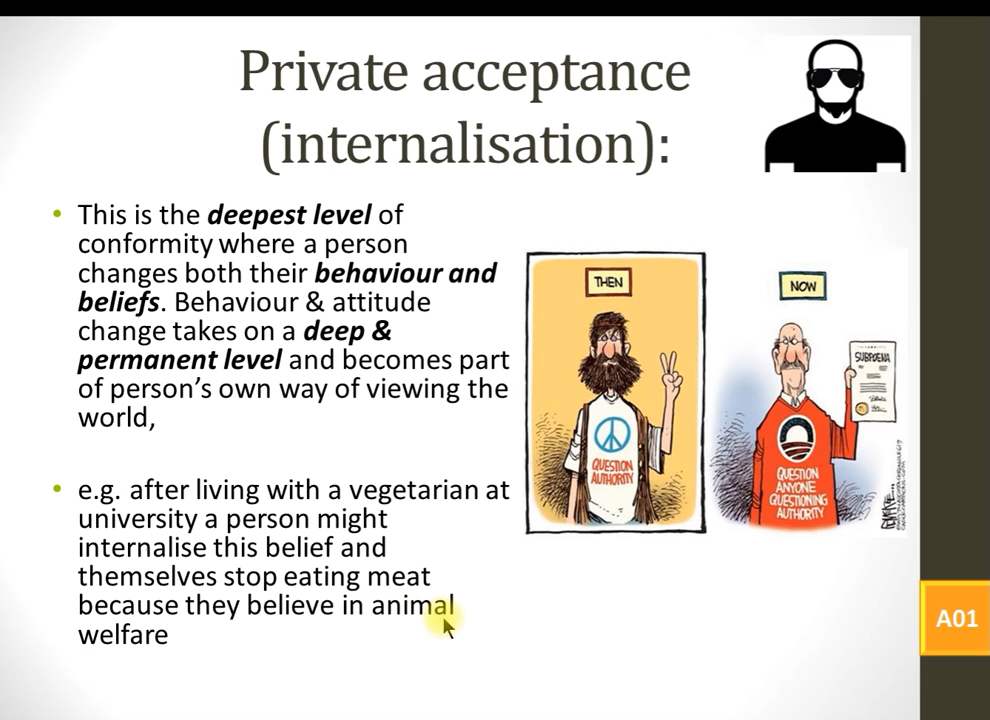 Private acceptance
(internalisation):
• This is the deepest level of
conformity where a person
changes both their behaviour and
beliefs. Behaviour & attitude
change takes on a deep &
permanent level and becomes part
of person's own way of viewing the
world,
• e.g. after living with a vegetarian at
university a person might
internalise this belief and
themselves stop eating meat
because they believe in animal
welfare
THEN
QUESTION
AUTHORITY
NOW
SUBPOENA
QUESTION
ANYONE
QUESTIONING
AUTHORITY
A01